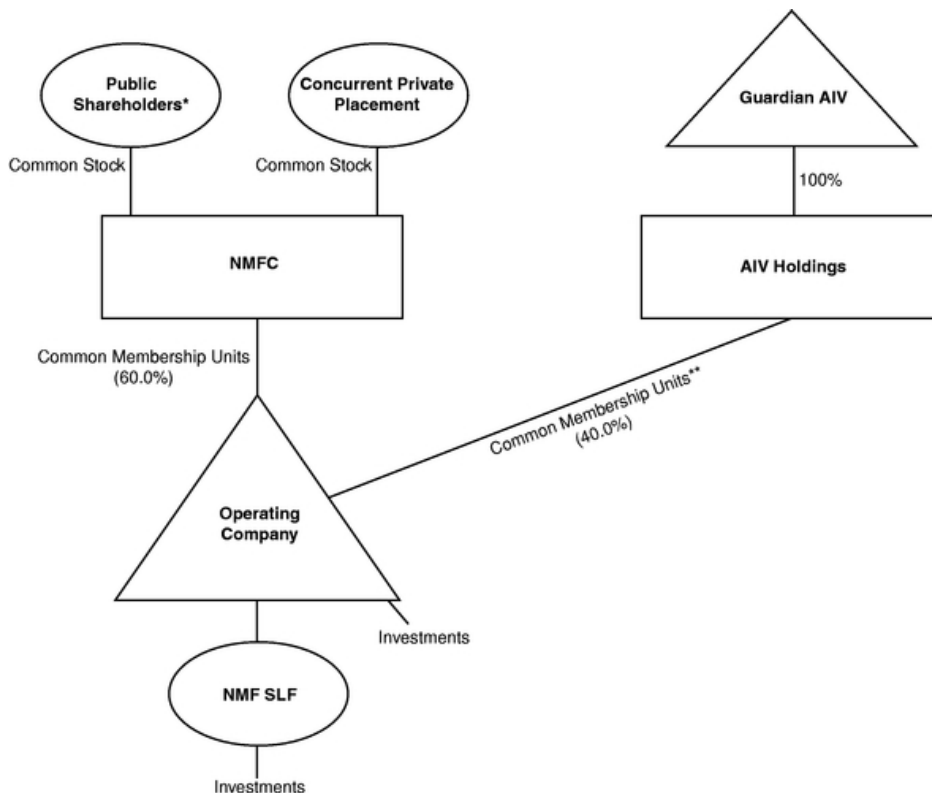 Public
Shareholders*
Concurrent Private
Placement
Guardian AIV
Common Stock
Common Stock
100%
NMFC
AIV Holdings
Common Membership Units
(60.0%)
Common Membership Units**
(40.0%)
Operating
Company
Investments
NMF SLF
Investments